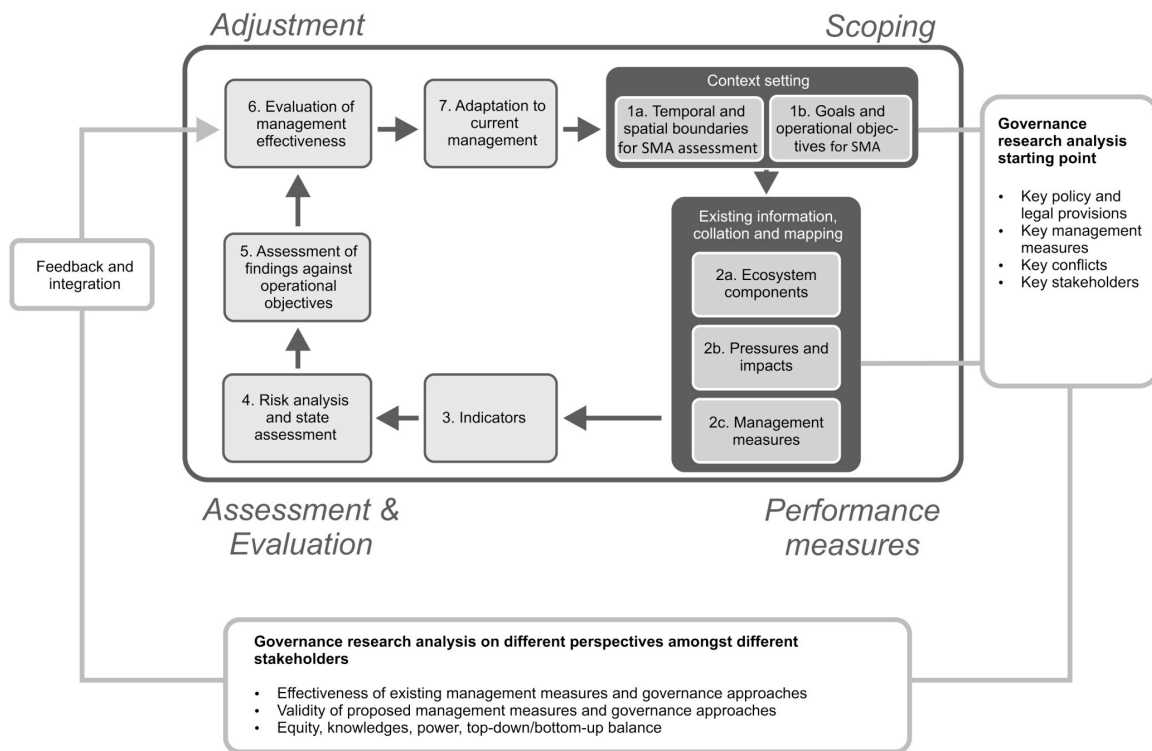 Adjustment
Scoping
Context setting
6. Evaluation of
management
effectiveness
7. Adaptation to
current
management
1a. Temporal and
spatial boundaries
for SMA assessment
1b. Goals and
operational objec-
tives for SMA
Governance
research analysis
starting point
• Key policy and
legal provisions
• Key management
measures
• Key conflicts
• Key stakeholders
Existing information,
collation and mapping
2a. Ecosystem
components
2b. Pressures and
impacts
2c. Management
measures
Feedback and
integration
5. Assessment of
findings against
operational
objectives
4. Risk analysis
and state
assessment
3. Indicators
Assessment &
Evaluation
Performance
measures
Governance research analysis on different perspectives amongst different
stakeholders
• Effectiveness of existing management measures and governance approaches
• Validity of proposed management measures and governance approaches
• Equity, knowledges, power, top-down/bottom-up balance